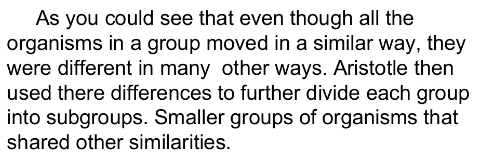 As you could see that even though all the
organisms in a group moved in a similar way, they
were different in many  other ways. Aristotle then
used there differences to further divide each group
into subgroups. Smaller groups of organisms that
shared other similarities.